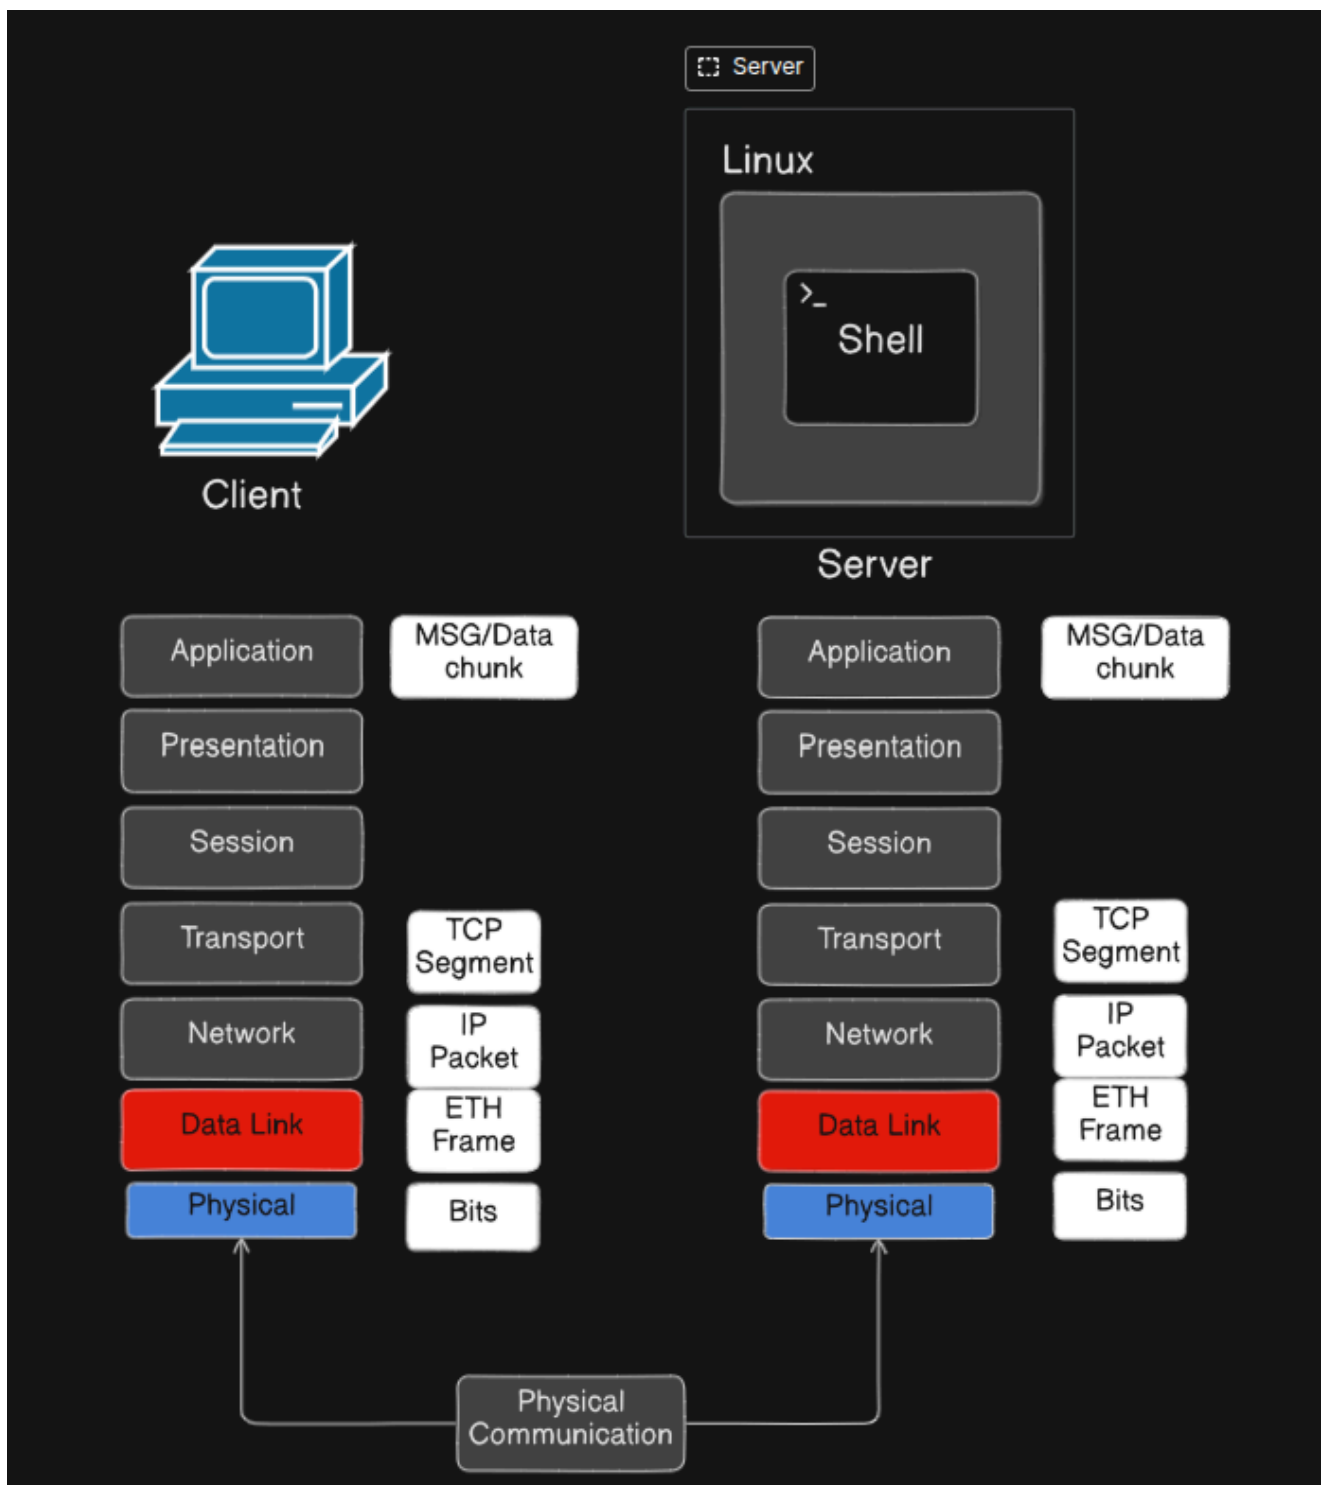 Server
Linux
>_
Shell
Client
Server
Application
MSG/Data
chunk
Presentation
Session
Transport
TCP
Segment
Network
IP
Packet
Data Link
ETH
Frame
Physical
Bits
Application
MSG/Data
chunk
Presentation
Session
Transport
TCP
Segment
Network
IP
Packet
Data Link
ETH
Frame
Physical
Bits
Physical
Communication